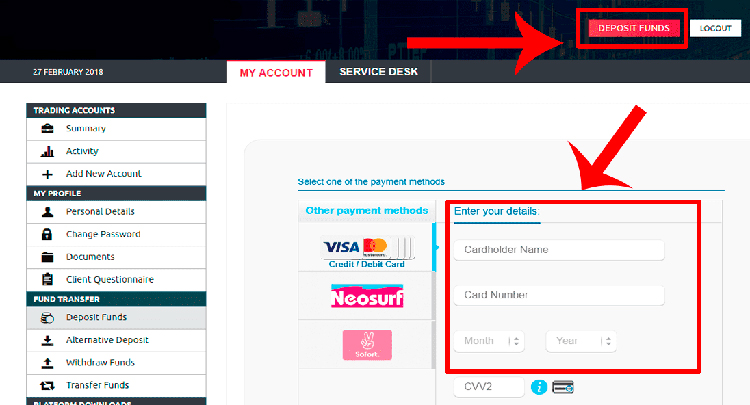 DEPOSIT FUNDS
LOGOUT
27 FEBRUARY 2018
MY ACCOUNT
SERVICE DESK
TRADING ACCOUNTS
Summary
Activity
Add New Account
MY PROFILE
Personal Details
Change Password
Documents
Client Questionnaire
FUND TRANSFER
Deposit Funds
Alternative Deposit
Withdraw Funds
Transfer Funds
PLATFORM DOWNLOADS
Select one of the payment methods
Other payment methods
VISA
Credit / Debit Card
Neosurf
Sofort.
Enter your details:
Cardholder Name
Card Number
Month
Year
CVV2